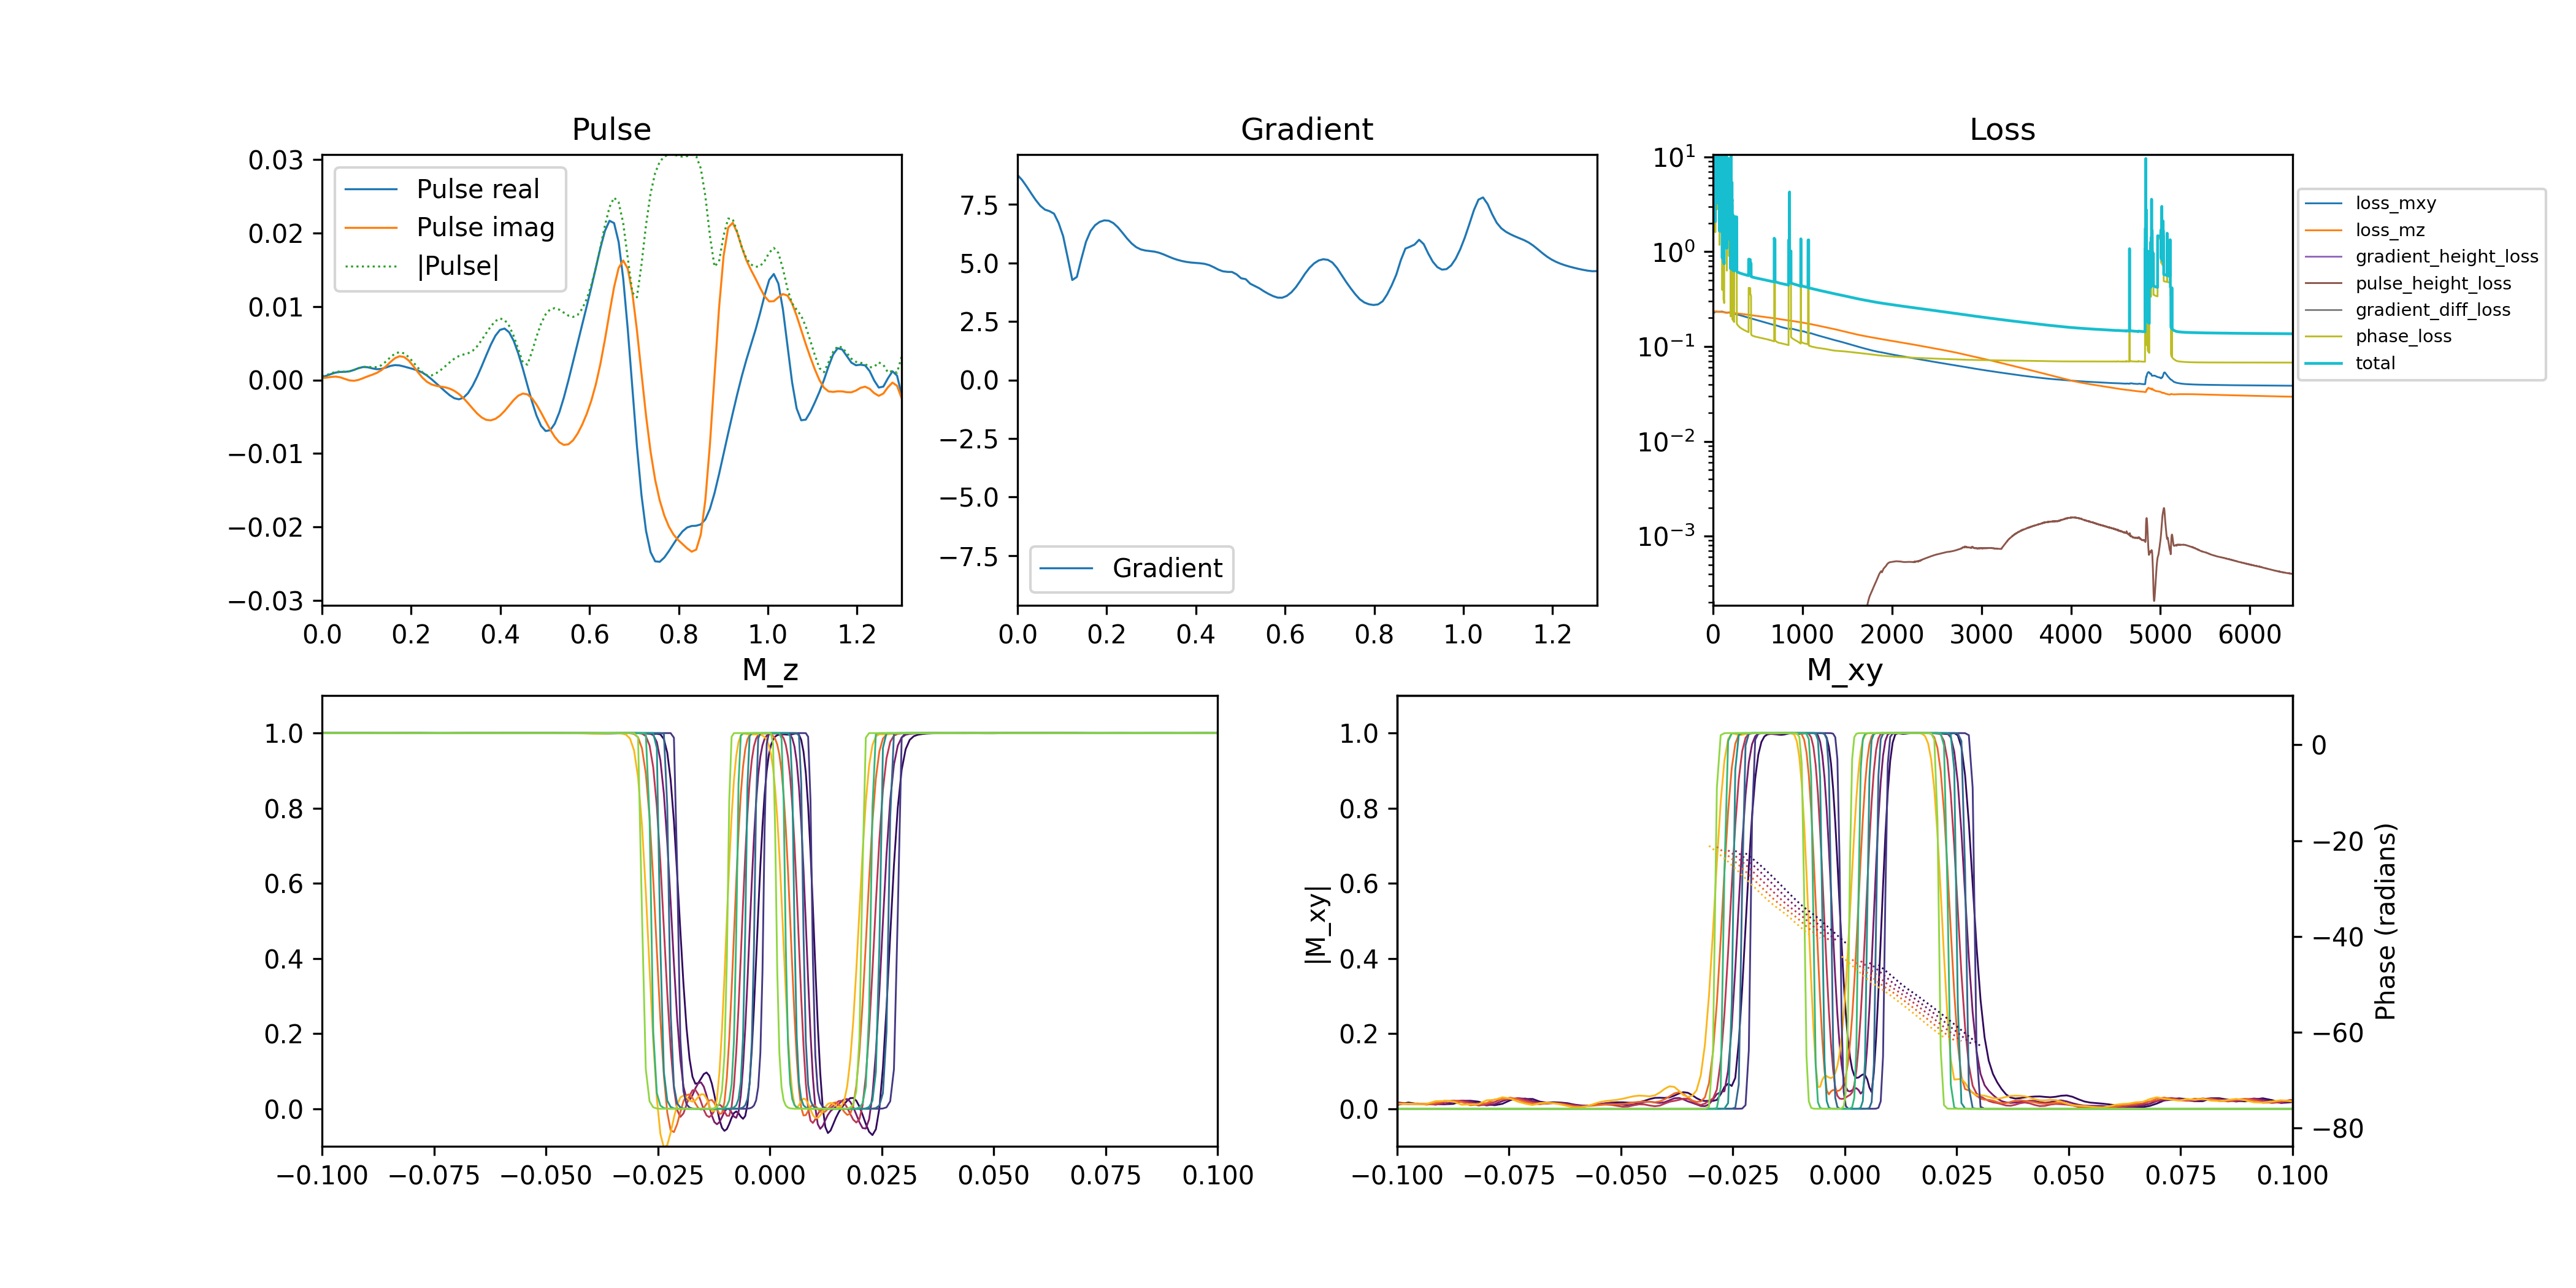 Pulse
0.03
0.02
0.01
0.00
−0.01
−0.02
−0.03
Pulse real
Pulse imag
|Pulse|
0.0 0.2 0.4 0.6 0.8 1.0 1.2
Gradient
7.5
5.0
2.5
0.0
−2.5
−5.0
−7.5
Gradient
0.0 0.2 0.4 0.6 0.8 1.0 1.2
Loss
10¹
10⁰
10⁻¹
10⁻²
10⁻³
0 1000 2000 3000 4000 5000 6000
loss_mxy
loss_mz
gradient_height_loss
pulse_height_loss
gradient_diff_loss
phase_loss
total
M_z
1.0
0.8
0.6
0.4
0.2
0.0
−0.100 −0.075 −0.050 −0.025 0.000 0.025 0.050 0.075 0.100
M_xy
|M_xy|
1.0
0.8
0.6
0.4
0.2
0.0
−0.100 −0.075 −0.050 −0.025 0.000 0.025 0.050 0.075 0.100
0
−20
−40
−60
−80
Phase (radians)